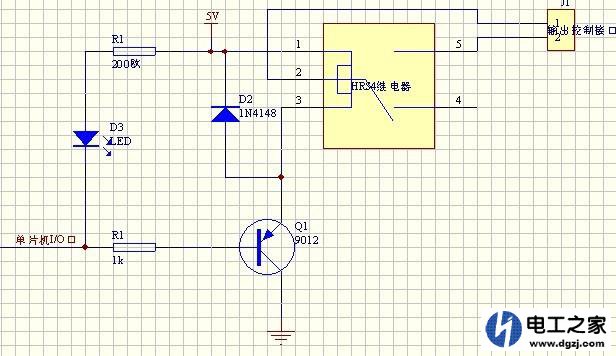 J1
5V
R1
200欧
1
5
2
3
4
HRS4继电器
1
2
输出控制接口
D2
1N4148
D3
LED
Q1
9012
单片机I/O口
R1
1k
电工之家
www.dgzj.com